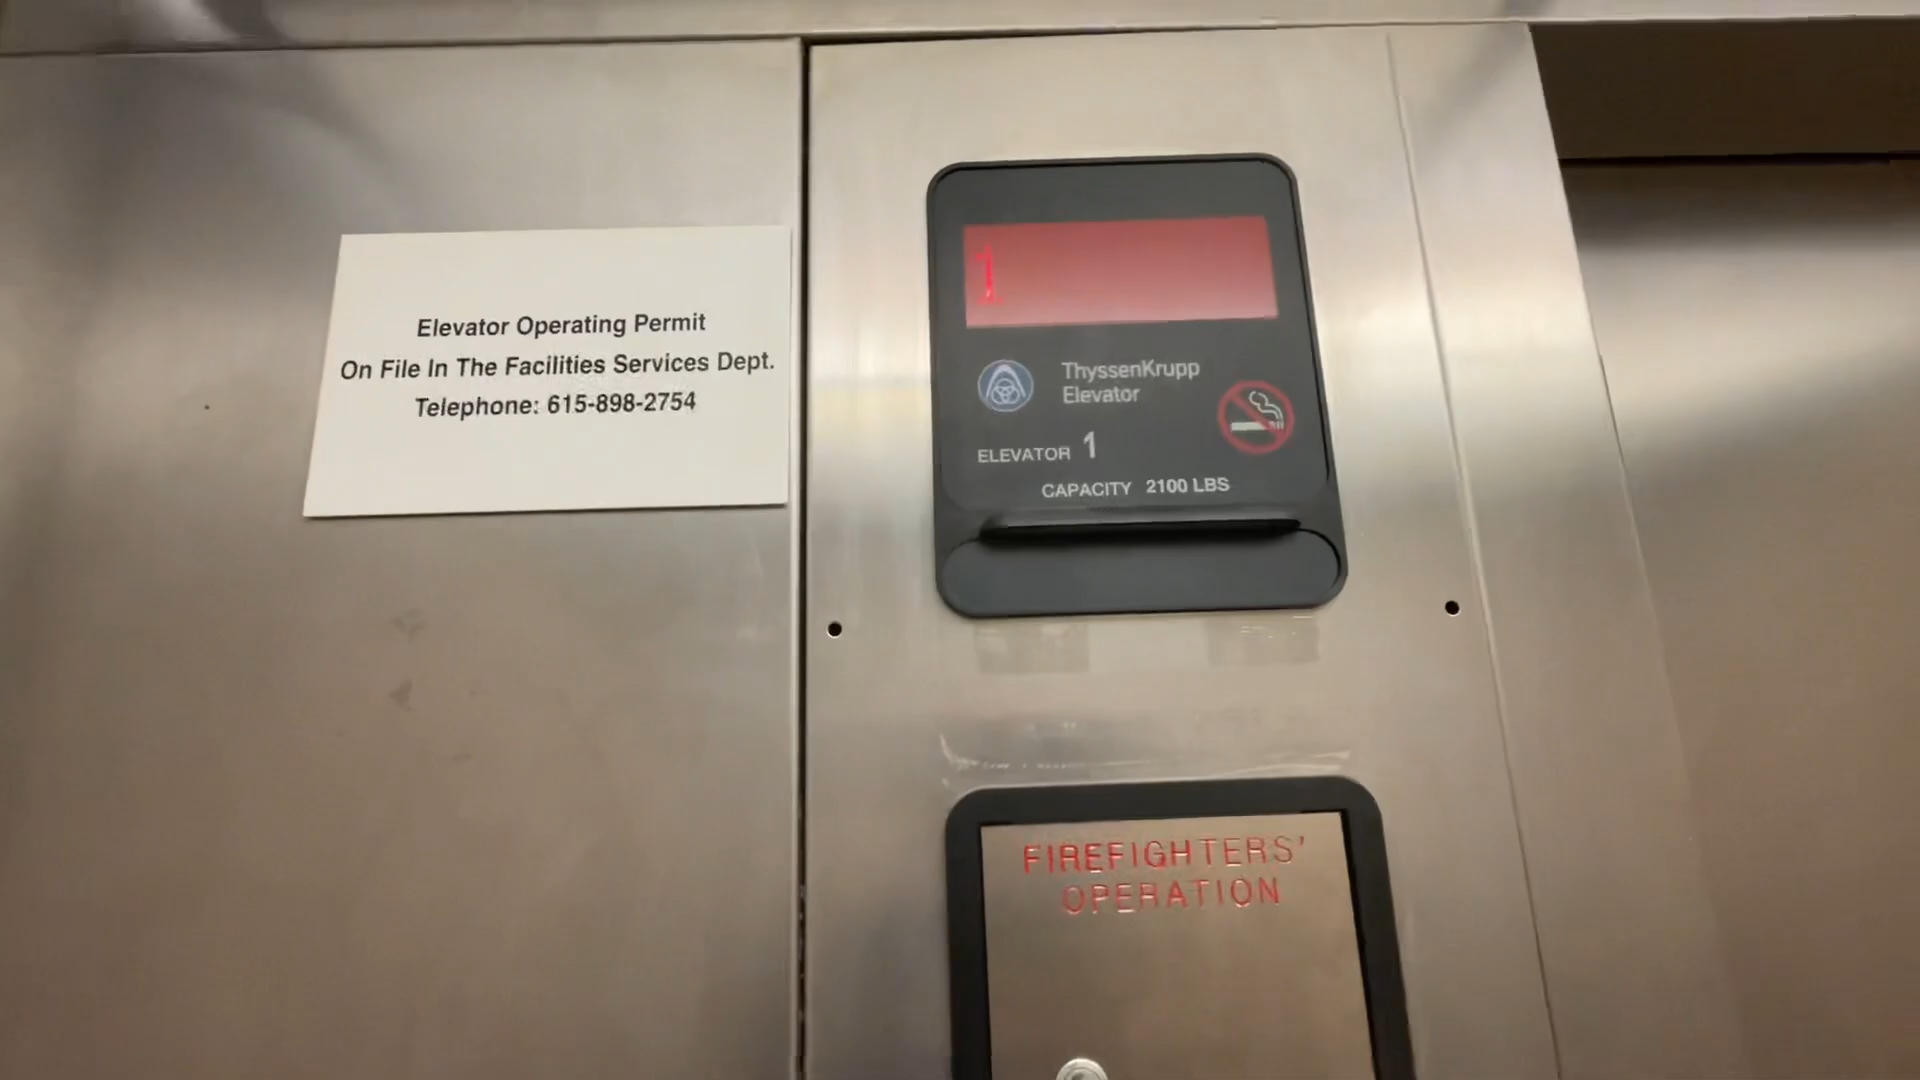 Elevator Operating Permit
On File In The Facilities Services Dept.
Telephone: 615-898-2754
1
ThyssenKrupp
Elevator
ELEVATOR 1
CAPACITY 2100 LBS
FIREFIGHTERS'
OPERATION